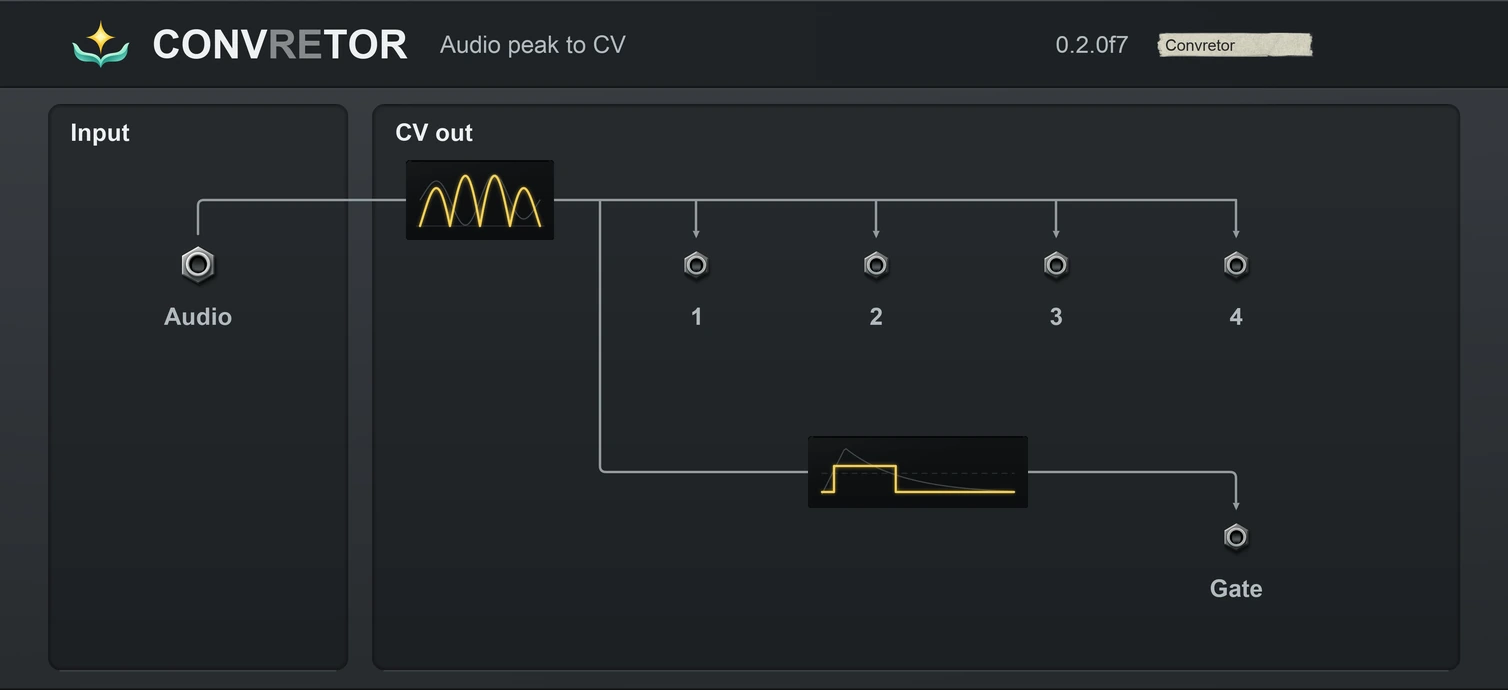 CONVRETOR Audio peak to CV 0.2.0f7 Convretor
Input
CV out
Audio 1 2 3 4
Gate